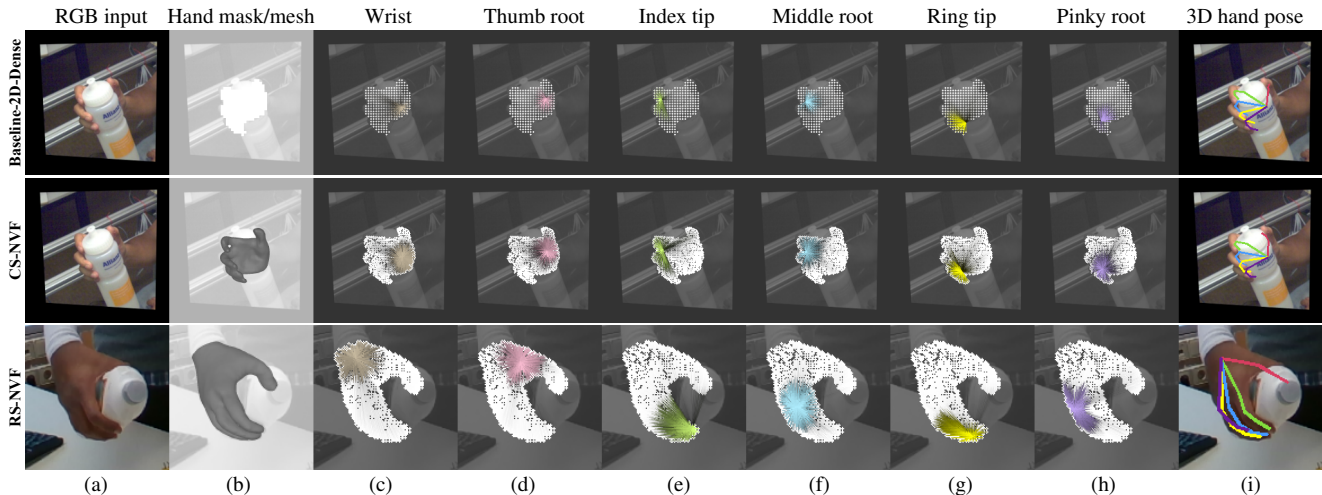 RGB input Hand mask/mesh Wrist Thumb root Index tip Middle root Ring tip Pinky root 3D hand pose
Baseline-2D-Dense
CS-NVF
RS-NVF
(a) (b) (c) (d) (e) (f) (g) (h) (i)